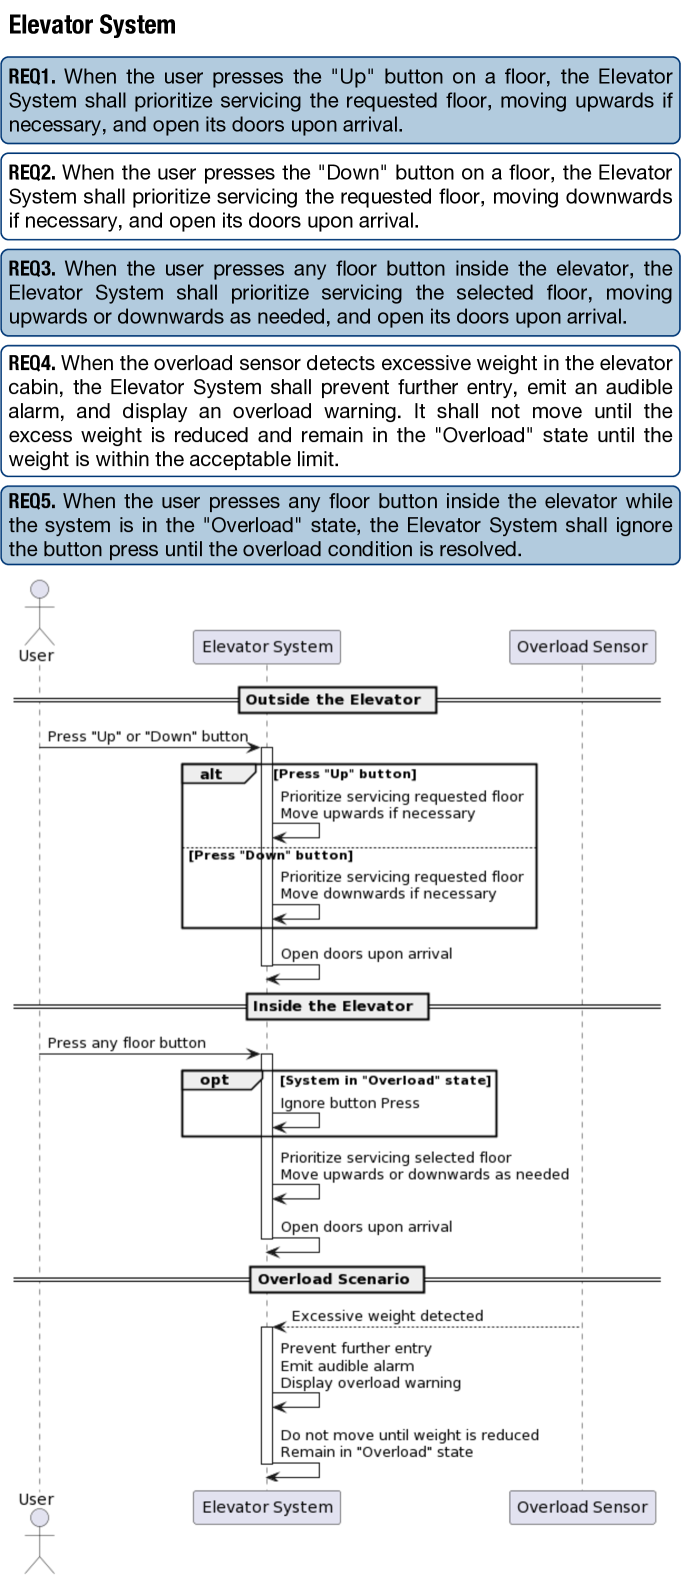 Elevator System
REQ1. When the user presses the "Up" button on a floor, the Elevator
System shall prioritize servicing the requested floor, moving upwards if
necessary, and open its doors upon arrival.
REQ2. When the user presses the "Down" button on a floor, the Elevator
System shall prioritize servicing the requested floor, moving downwards
if necessary, and open its doors upon arrival.
REQ3. When the user presses any floor button inside the elevator, the
Elevator System shall prioritize servicing the selected floor, moving
upwards or downwards as needed, and open its doors upon arrival.
REQ4. When the overload sensor detects excessive weight in the elevator
cabin, the Elevator System shall prevent further entry, emit an audible
alarm, and display an overload warning. It shall not move until the
excess weight is reduced and remain in the "Overload" state until the
weight is within the acceptable limit.
REQ5. When the user presses any floor button inside the elevator while
the system is in the "Overload" state, the Elevator System shall ignore
the button press until the overload condition is resolved.
User
Elevator System
Overload Sensor
Outside the Elevator
Press "Up" or "Down" button
alt
[Press "Up" button]
Prioritize servicing requested floor
Move upwards if necessary
[Press "Down" button]
Prioritize servicing requested floor
Move downwards if necessary
Open doors upon arrival
Inside the Elevator
Press any floor button
opt
[System in "Overload" state]
Ignore button Press
Prioritize servicing selected floor
Move upwards or downwards as needed
Open doors upon arrival
Overload Scenario
Excessive weight detected
Prevent further entry
Emit audible alarm
Display overload warning
Do not move until weight is reduced
Remain in "Overload" state
User
Elevator System
Overload Sensor